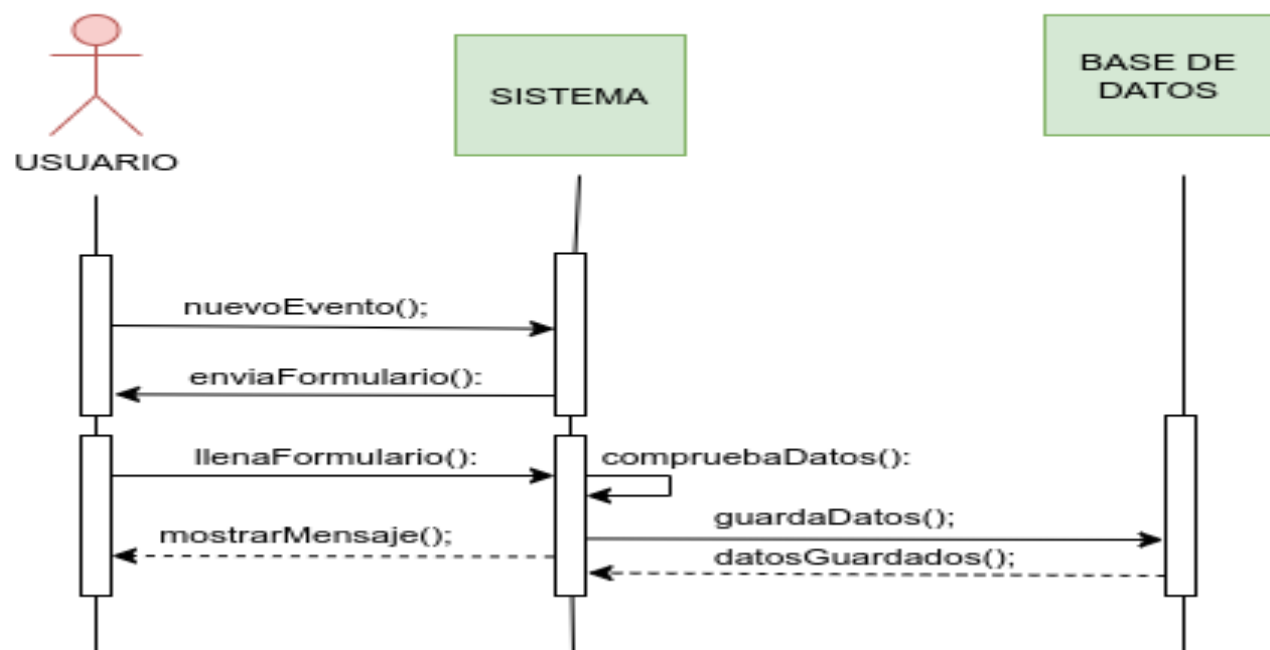 USUARIO
SISTEMA
BASE DE
DATOS
nuevoEvento();
enviaFormulario():
llenaFormulario():
compruebaDatos():
guardaDatos();
mostrarMensaje();
datosGuardados();